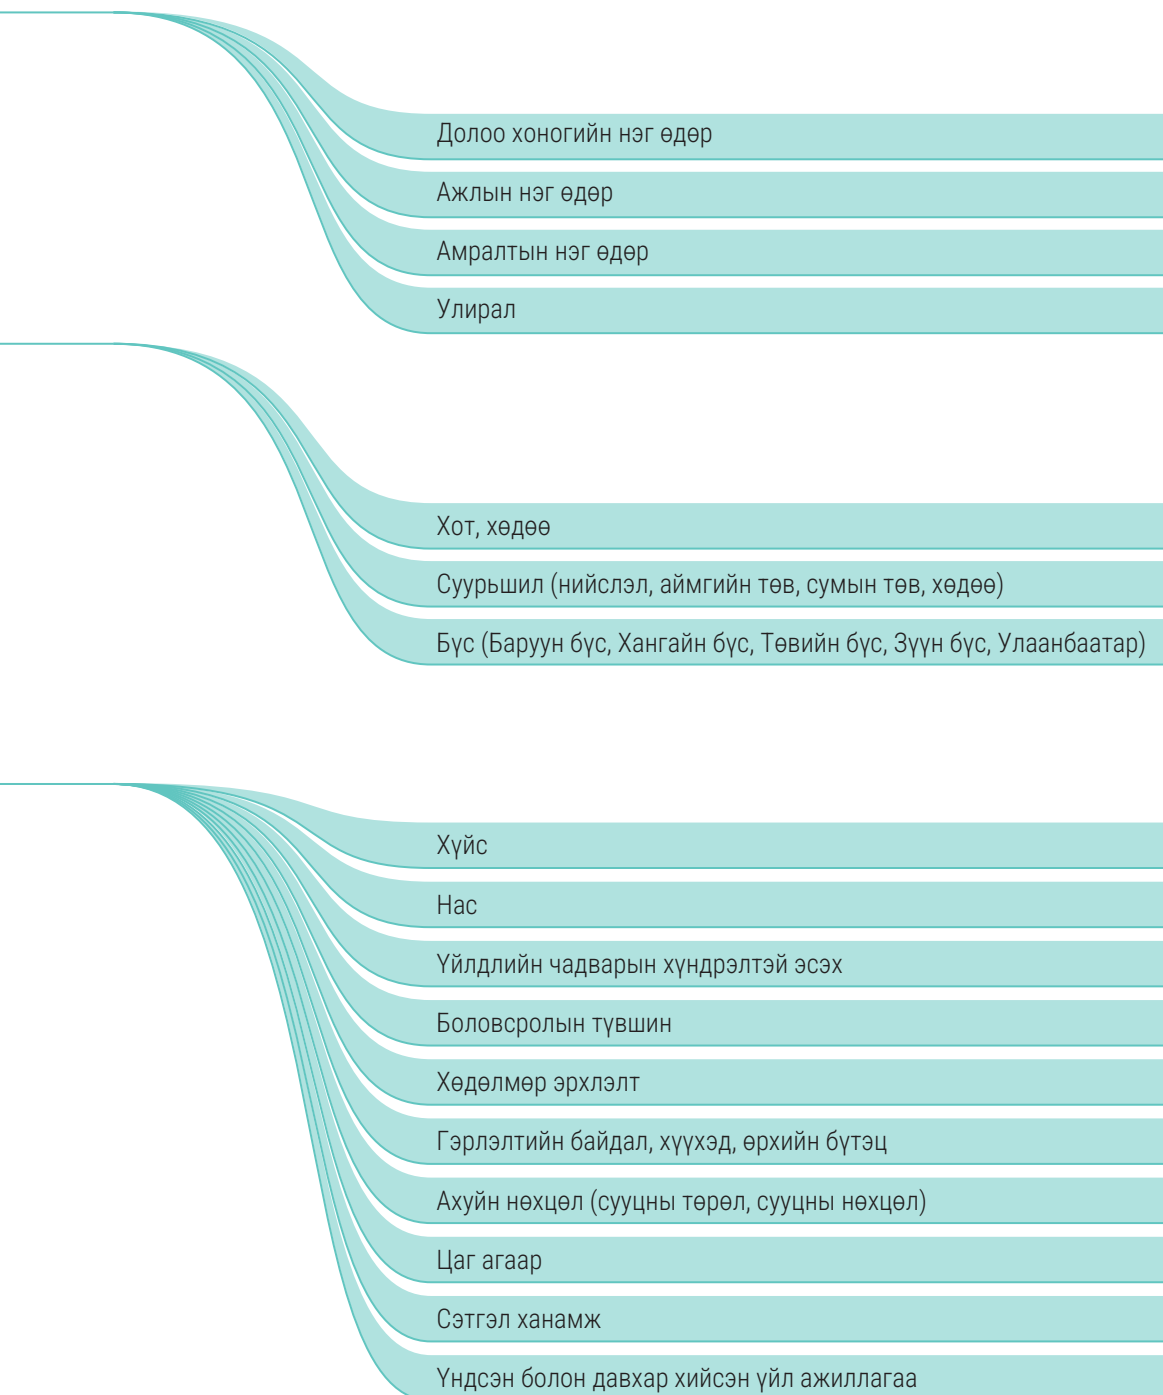 Долоо хоногийн нэг өдөр
Ажлын нэг өдөр
Амралтын нэг өдөр
Улирал
Хот, хөдөө
Суурьшил (нийслэл, аймгийн төв, сумын төв, хөдөө)
Бүс (Баруун бүс, Хангайн бүс, Төвийн бүс, Зүүн бүс, Улаанбаатар)
Хүйс
Нас
Үйлдлийн чадварын хүндрэлтэй эсэх
Боловсролын түвшин
Хөдөлмөр эрхлэлт
Гэрлэлтийн байдал, хүүхэд, өрхийн бүтэц
Ахуйн нөхцөл (сууцны төрөл, сууцны нөхцөл)
Цаг агаар
Сэтгэл ханамж
Үндсэн болон давхар хийсэн үйл ажиллагаа